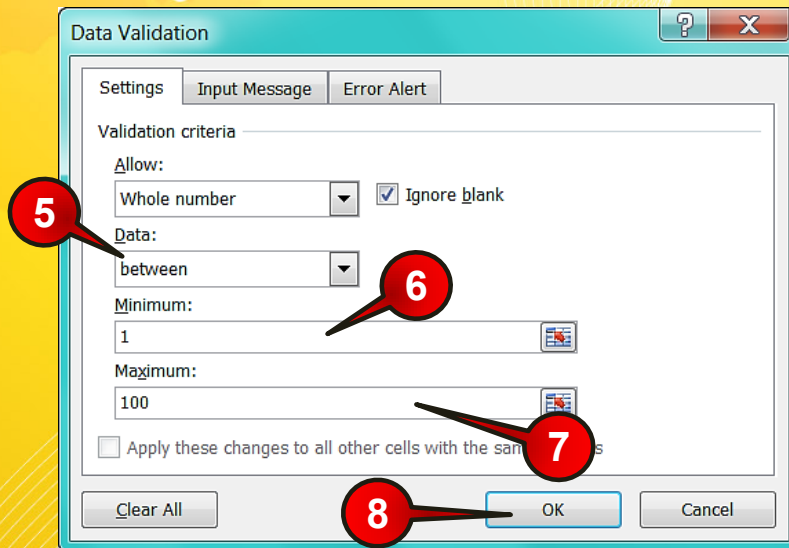 Data Validation
?
X
Settings Input Message Error Alert
Validation criteria
Allow:
Whole number Ignore blank
5
Data:
between
6
Minimum:
1
Maximum:
100
7
Apply these changes to all other cells with the
8
Clear All OK Cancel